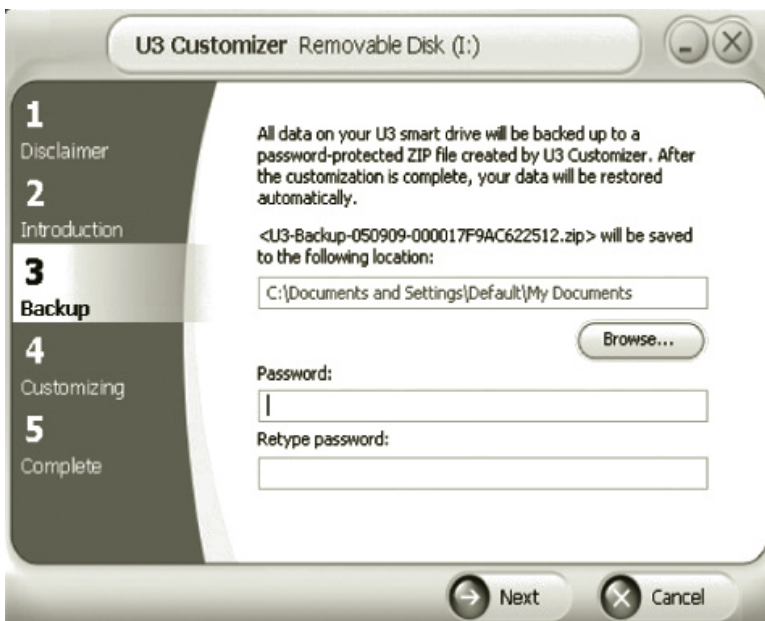 U3 Customizer Removable Disk (I:)
1
Disclaimer
2
Introduction
3
Backup
4
Customizing
5
Complete
All data on your U3 smart drive will be backed up to a
password-protected ZIP file created by U3 Customizer. After
the customization is complete, your data will be restored
automatically.
<U3-Backup-050909-000017F9AC622512.zip> will be saved
to the following location:
C:\Documents and Settings\Default\My Documents
Browse...
Password:
Retype password:
Next
Cancel